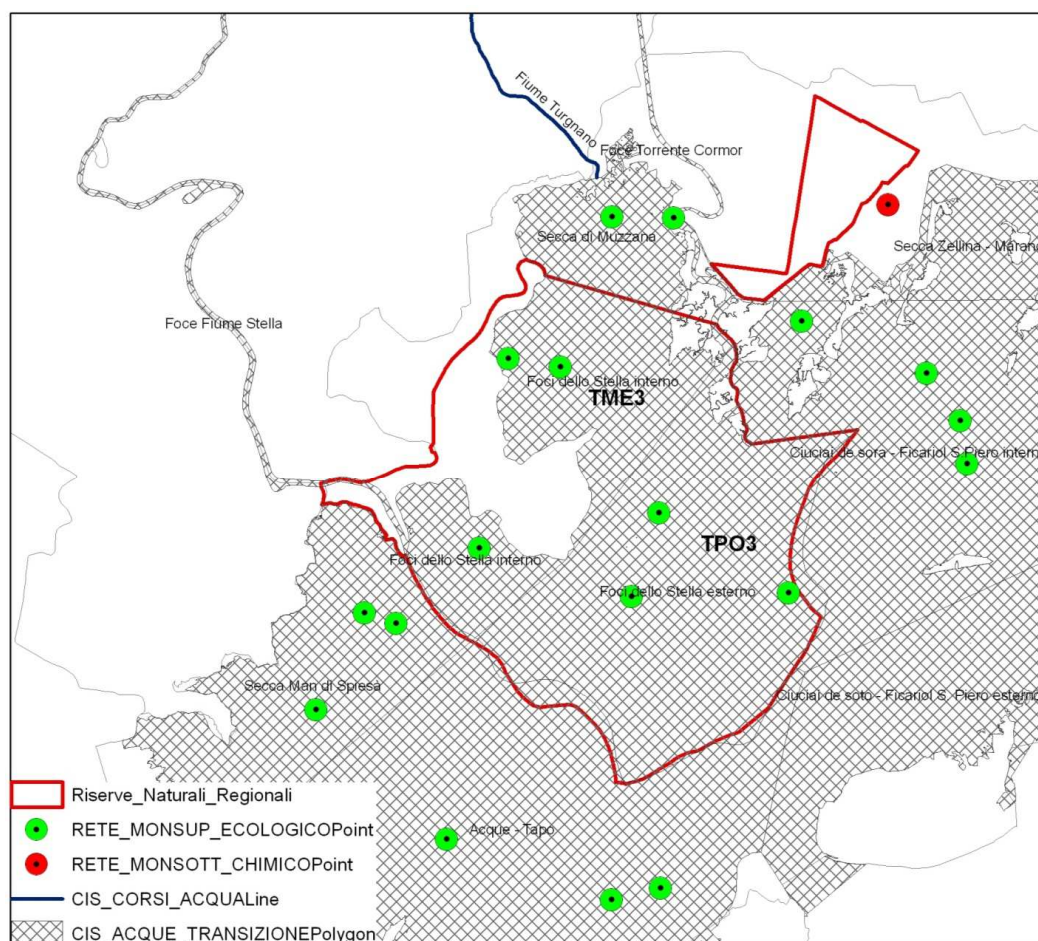 Fiume Turgnano
Foce Torrente Cormor
Secca di Muzzana
Secca Zellina - Marano
Foce Fiume Stella
Foci dello Stella interno
TME3
Ciuciai de sora - Ficariol S.Piero interno
TPO3
Foci dello Stella interno
Foci dello Stella esterno
Secca Man di Spiesa
Ciuciai de soto - Ficariol S. Piero esterno
Riserve_Naturali_Regionali
RETE_MONSUP_ECOLOGICOPoint
Acque - Tapo
RETE_MONSOTT_CHIMICOPoint
CIS_CORSI_ACQUALine
CIS_ACQUE_TRANSIZIONEPolygon